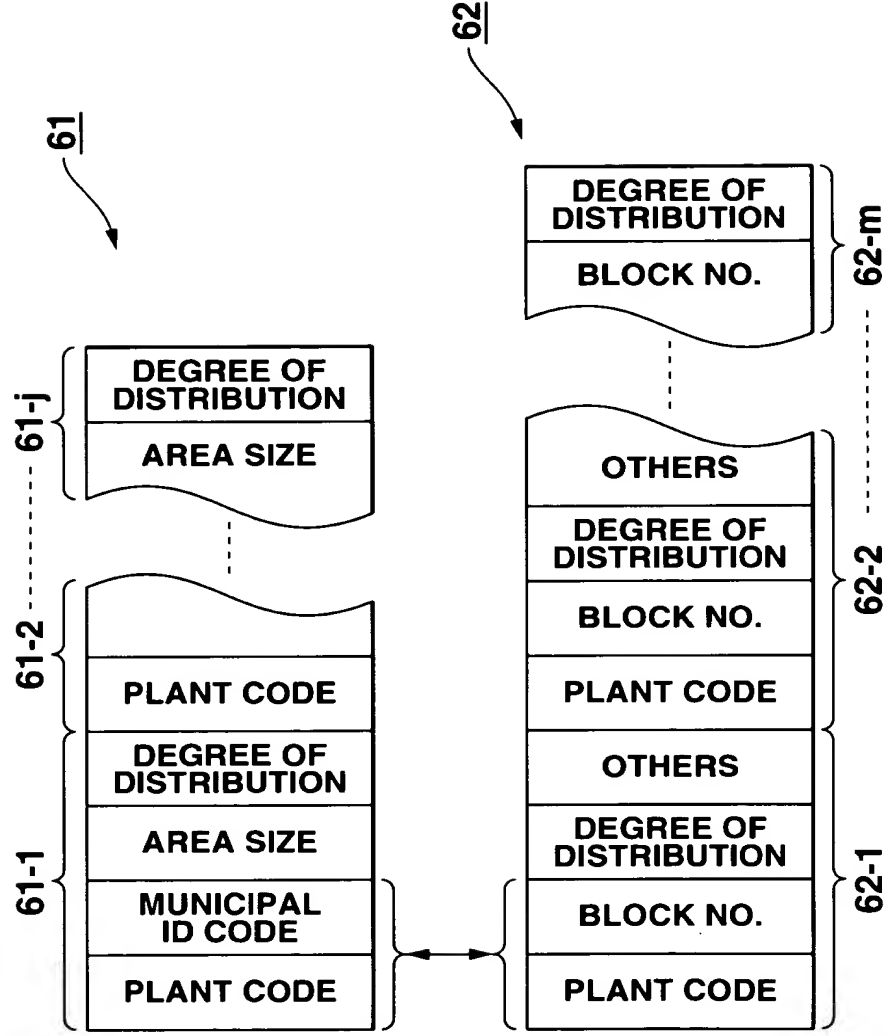 61
61-j
61-2
61-1
DEGREE OF
DISTRIBUTION
AREA SIZE
PLANT CODE
DEGREE OF
DISTRIBUTION
AREA SIZE
MUNICIPAL
ID CODE
PLANT CODE
62
DEGREE OF
DISTRIBUTION
BLOCK NO.
OTHERS
DEGREE OF
DISTRIBUTION
BLOCK NO.
PLANT CODE
OTHERS
DEGREE OF
DISTRIBUTION
BLOCK NO.
PLANT CODE
62-m
62-2
62-1